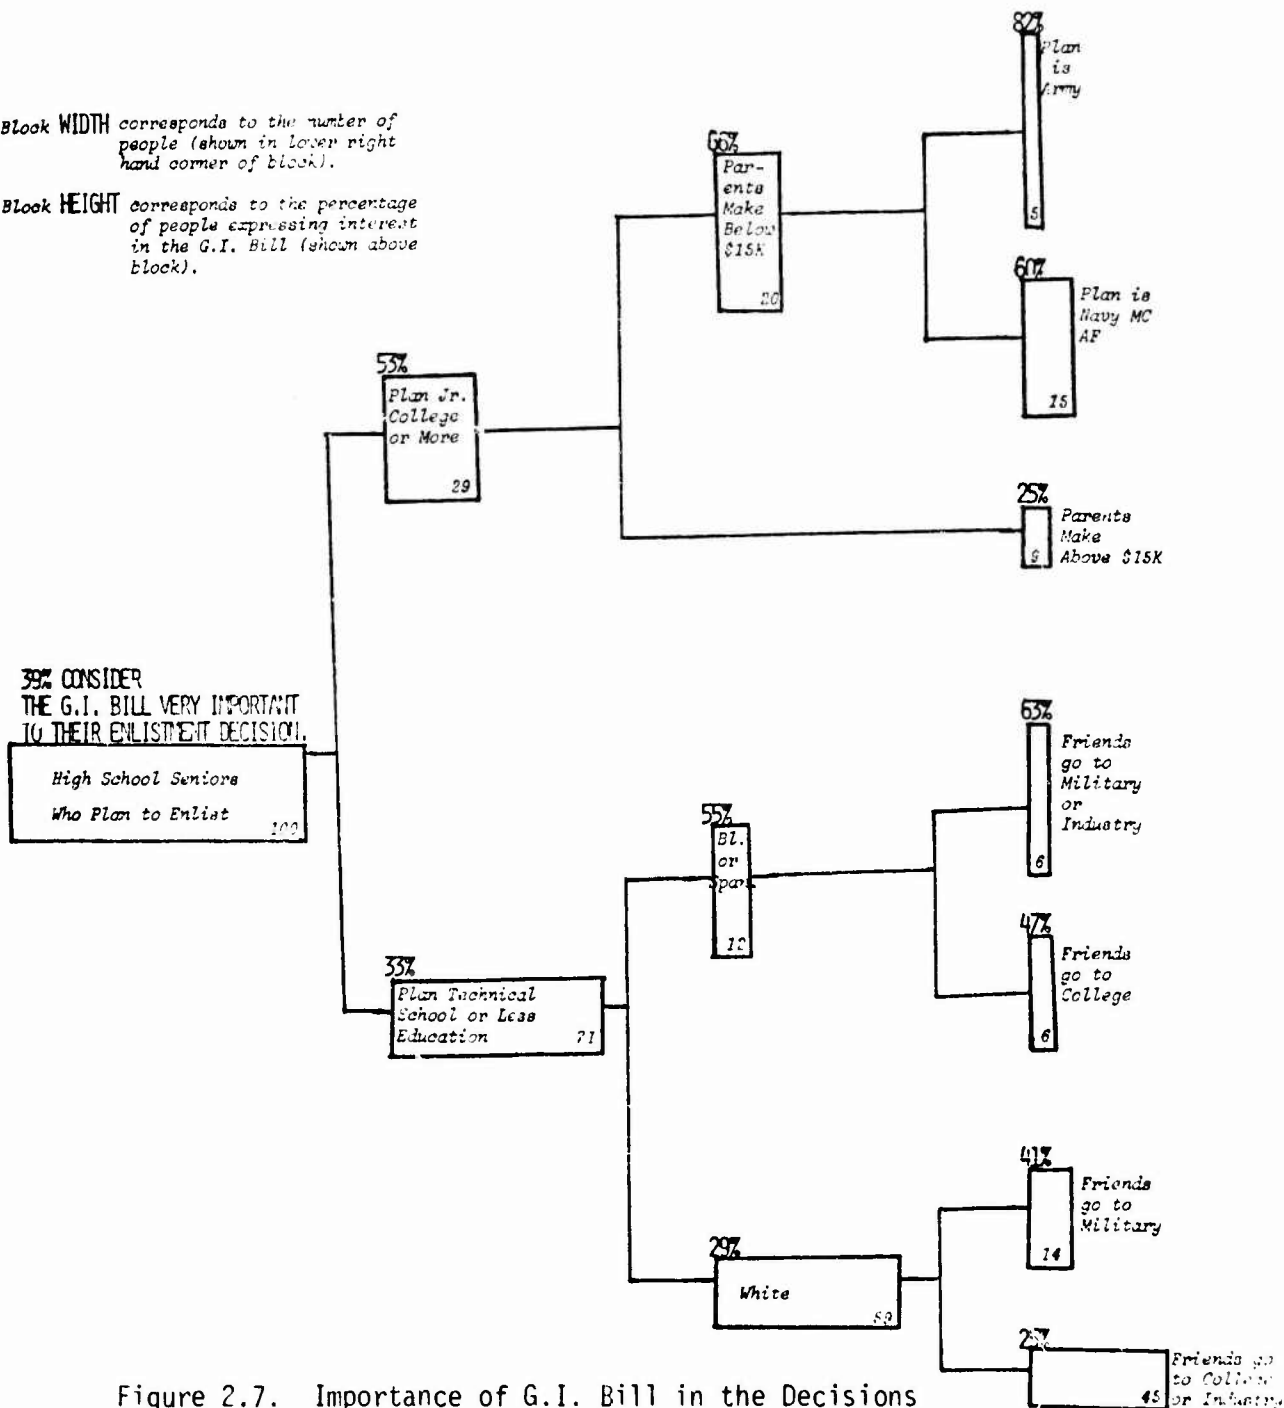 Block WIDTH corresponds to the number of
people (shown in lower right
hand corner of block).
Block HEIGHT corresponds to the percentage
of people expressing interest
in the G.I. Bill (shown above
block).
82%
Plan
is
Army
5
66%
Par-
ents
Make
Below
$15K
20
60%
Plan is
Navy MC
AF
15
53%
Plan Jr.
College
or More
29
25%
Parents
Make
Above $15K
9
39% CONSIDER
THE G.I. BILL VERY IMPORTANT
TO THEIR ENLISTMENT DECISION.
High School Seniors
Who Plan to Enlist
100
63%
Friends
go to
Military
or
Industry
6
55%
Bl.
or
Span.
12
47%
Friends
go to
College
6
33%
Plan Technical
School or Less
Education
71
41%
Friends
go to
Military
14
29%
White
Friends go
to College
or Industry
45
Figure 2.7. Importance of G.I. Bill in the Decisions